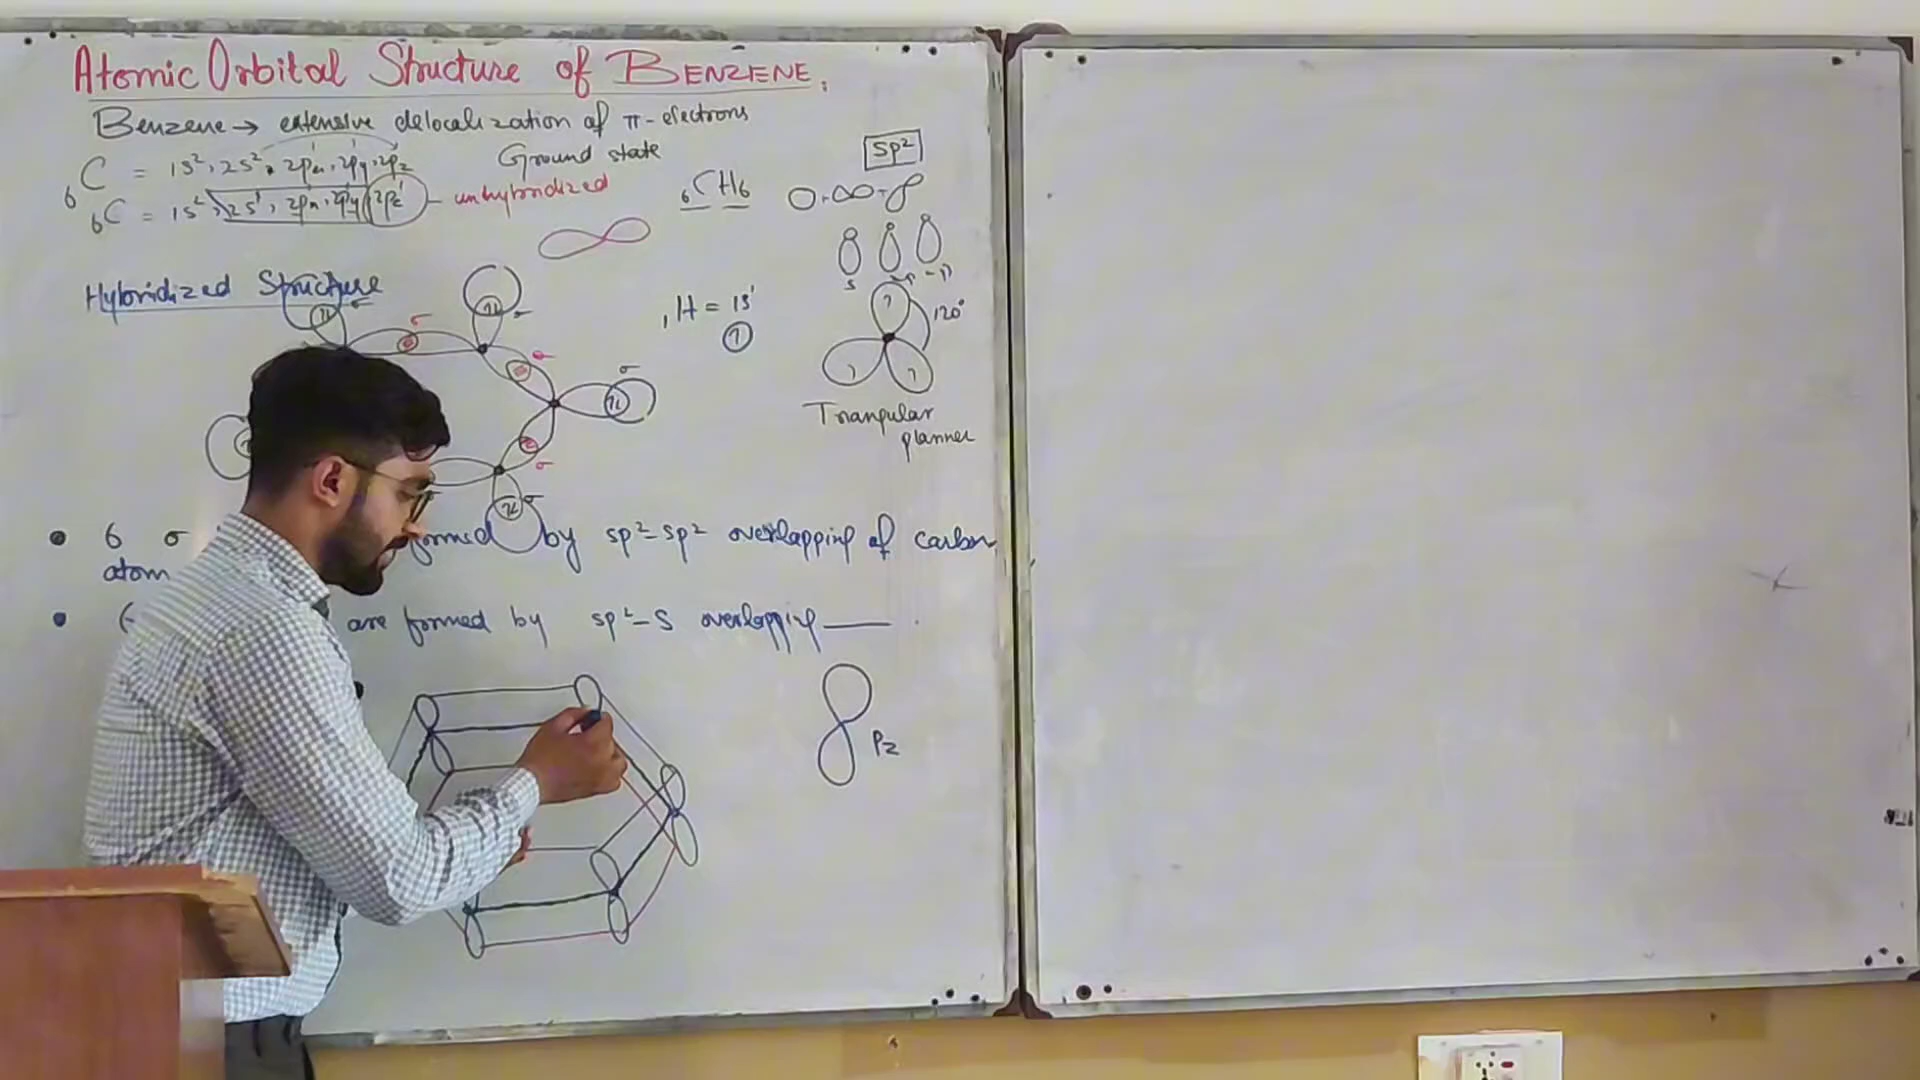 Atomic Orbital Structure of BENZENE.
Benzene → extensive delocalization of π-electrons
C = 1s², 2s², 2px¹, 2py¹, 2pz Ground state
6
6C = 1s², 2s¹, 2px¹, 2py¹, 2pz¹ - unhybridized
6CH6
sp²
s
Hybridized Structure
σ σ σ σ σ σ σ σ
1H = 1s¹
1
120°
Triangular
planner
• 6 σ formed by sp²-sp² overlapping of carbon
atom
• are formed by sp²-S overlapping
Pz